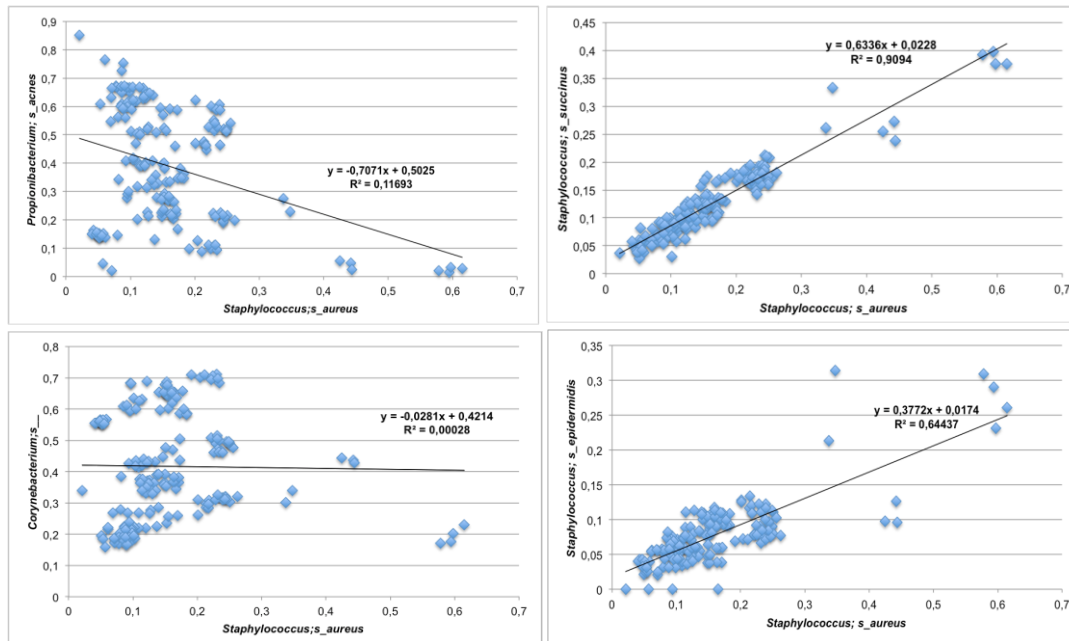 0,9
0,8
0,7
0,6
0,5
0,4
0,3
0,2
0,1
0
Propionibacterium; s_acnes
y = -0,7071x + 0,5025
R² = 0,11693
0 0,1 0,2 0,3 0,4 0,5 0,6 0,7
Staphylococcus;s_aureus
0,45
0,4
0,35
0,3
0,25
0,2
0,15
0,1
0,05
0
Staphylococcus; s_succinus
y = 0,6336x + 0,0228
R² = 0,9094
0 0,1 0,2 0,3 0,4 0,5 0,6 0,7
Staphylococcus; s_aureus
0,8
0,7
0,6
0,5
0,4
0,3
0,2
0,1
0
Corynebacterium;s__
y = -0,0281x + 0,4214
R² = 0,00028
0 0,1 0,2 0,3 0,4 0,5 0,6 0,7
Staphylococcus;s_aureus
0,35
0,3
0,25
0,2
0,15
0,1
0,05
0
Staphylococcus; s_epidermidis
y = 0,3772x + 0,0174
R² = 0,64437
0 0,1 0,2 0,3 0,4 0,5 0,6 0,7
Staphylococcus; s_aureus